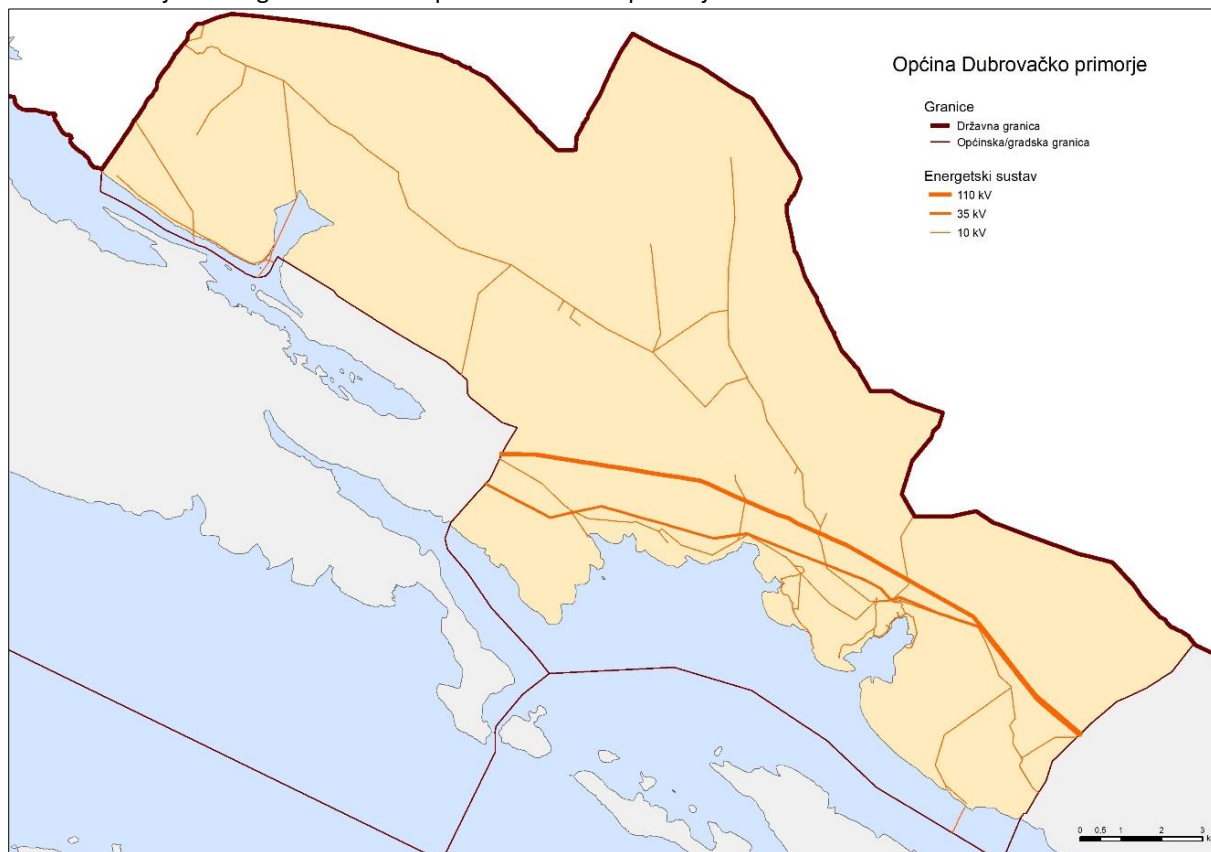 Općina Dubrovačko primorje
Granice
Državna granica
Općinska/gradska granica
Energetski sustav
110 kV
35 kV
10 kV
0 0,5 1 2 3